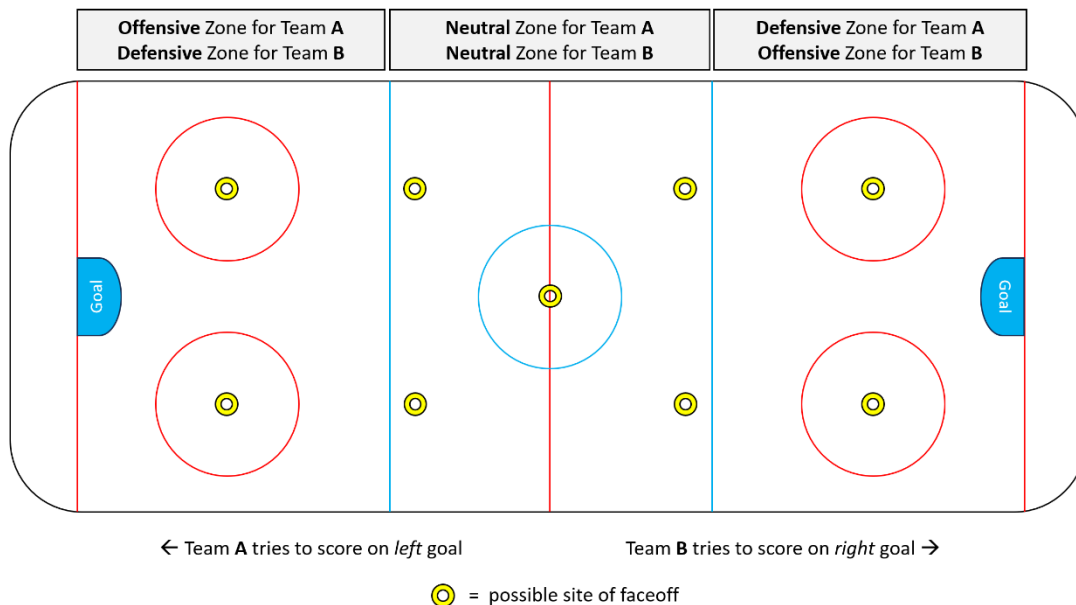 Offensive Zone for Team A
Defensive Zone for Team B
Neutral Zone for Team A
Neutral Zone for Team B
Defensive Zone for Team A
Offensive Zone for Team B
Goal
Goal
← Team A tries to score on left goal
Team B tries to score on right goal →
= possible site of faceoff